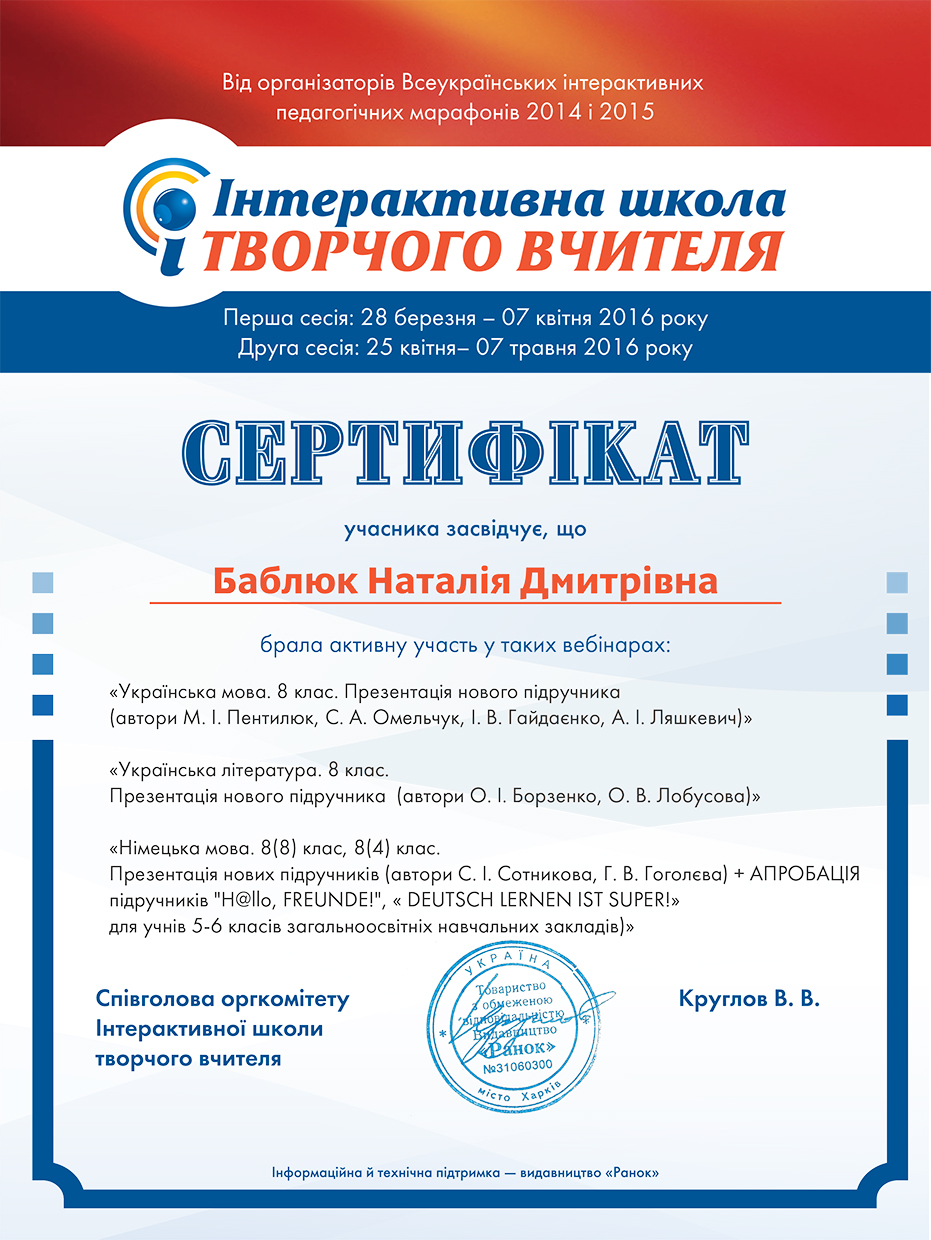 Від організаторів Всеукраїнських інтерактивних
педагогічних марафонів 2014 і 2015
Інтерактивна школа
ТВОРЧОГО ВЧИТЕЛЯ
Перша сесія: 28 березня – 07 квітня 2016 року
Друга сесія: 25 квітня– 07 травня 2016 року
СЕРТИФІКАТ
учасника засвідчує, що
Баблюк Наталія Дмитрівна
брала активну участь у таких вебінарах:
«Українська мова. 8 клас. Презентація нового підручника
(автори М. І. Пентилюк, С. А. Омельчук, І. В. Гайдаєнко, А. І. Ляшкевич)»
«Українська література. 8 клас.
Презентація нового підручника (автори О. І. Борзенко, О. В. Лобусова)»
«Німецька мова. 8(8) клас, 8(4) клас.
Презентація нових підручників (автори С. І. Сотникова, Г. В. Гоголєва) + АПРОБАЦІЯ
підручників "H@llo, FREUNDE!", « DEUTSCH LERNEN IST SUPER!»
для учнів 5-6 класів загальноосвітніх навчальних закладів)»
Співголова оргкомітету
Інтерактивної школи
творчого вчителя
УКРАЇНА
Товариство
з обмеженою
відповідальністю
Видавництво
«Ранок»
№31060300
місто Харків
Круглов В. В.
Інформаційна й технічна підтримка — видавництво «Ранок»